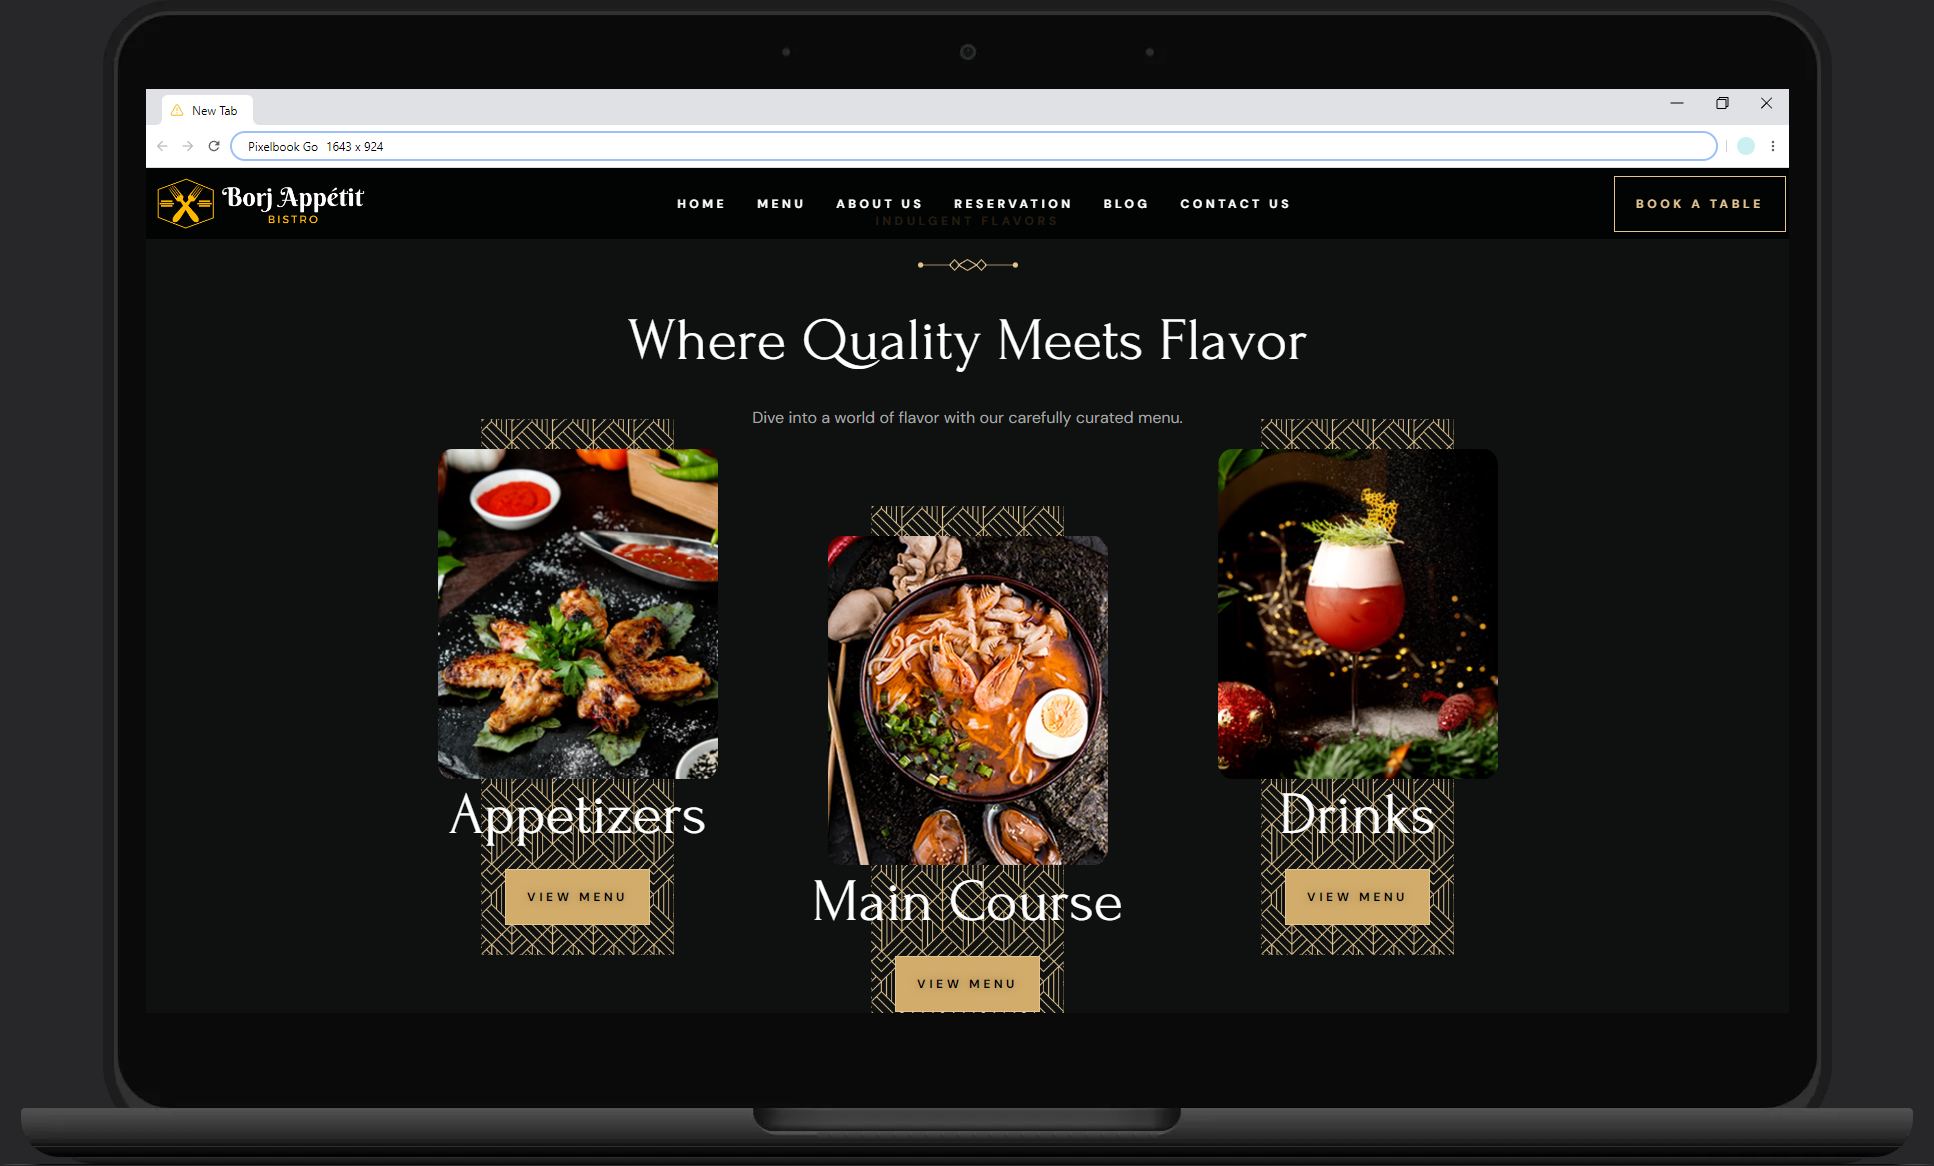 New Tab
Pixelbook Go 1643 x 924
Borj Appétit
BISTRO
HOME MENU ABOUT US RESERVATION BLOG CONTACT US
BOOK A TABLE
INDULGENT FLAVORS
Where Quality Meets Flavor
Dive into a world of flavor with our carefully curated menu.
Appetizers
VIEW MENU
Main Course
VIEW MENU
Drinks
VIEW MENU